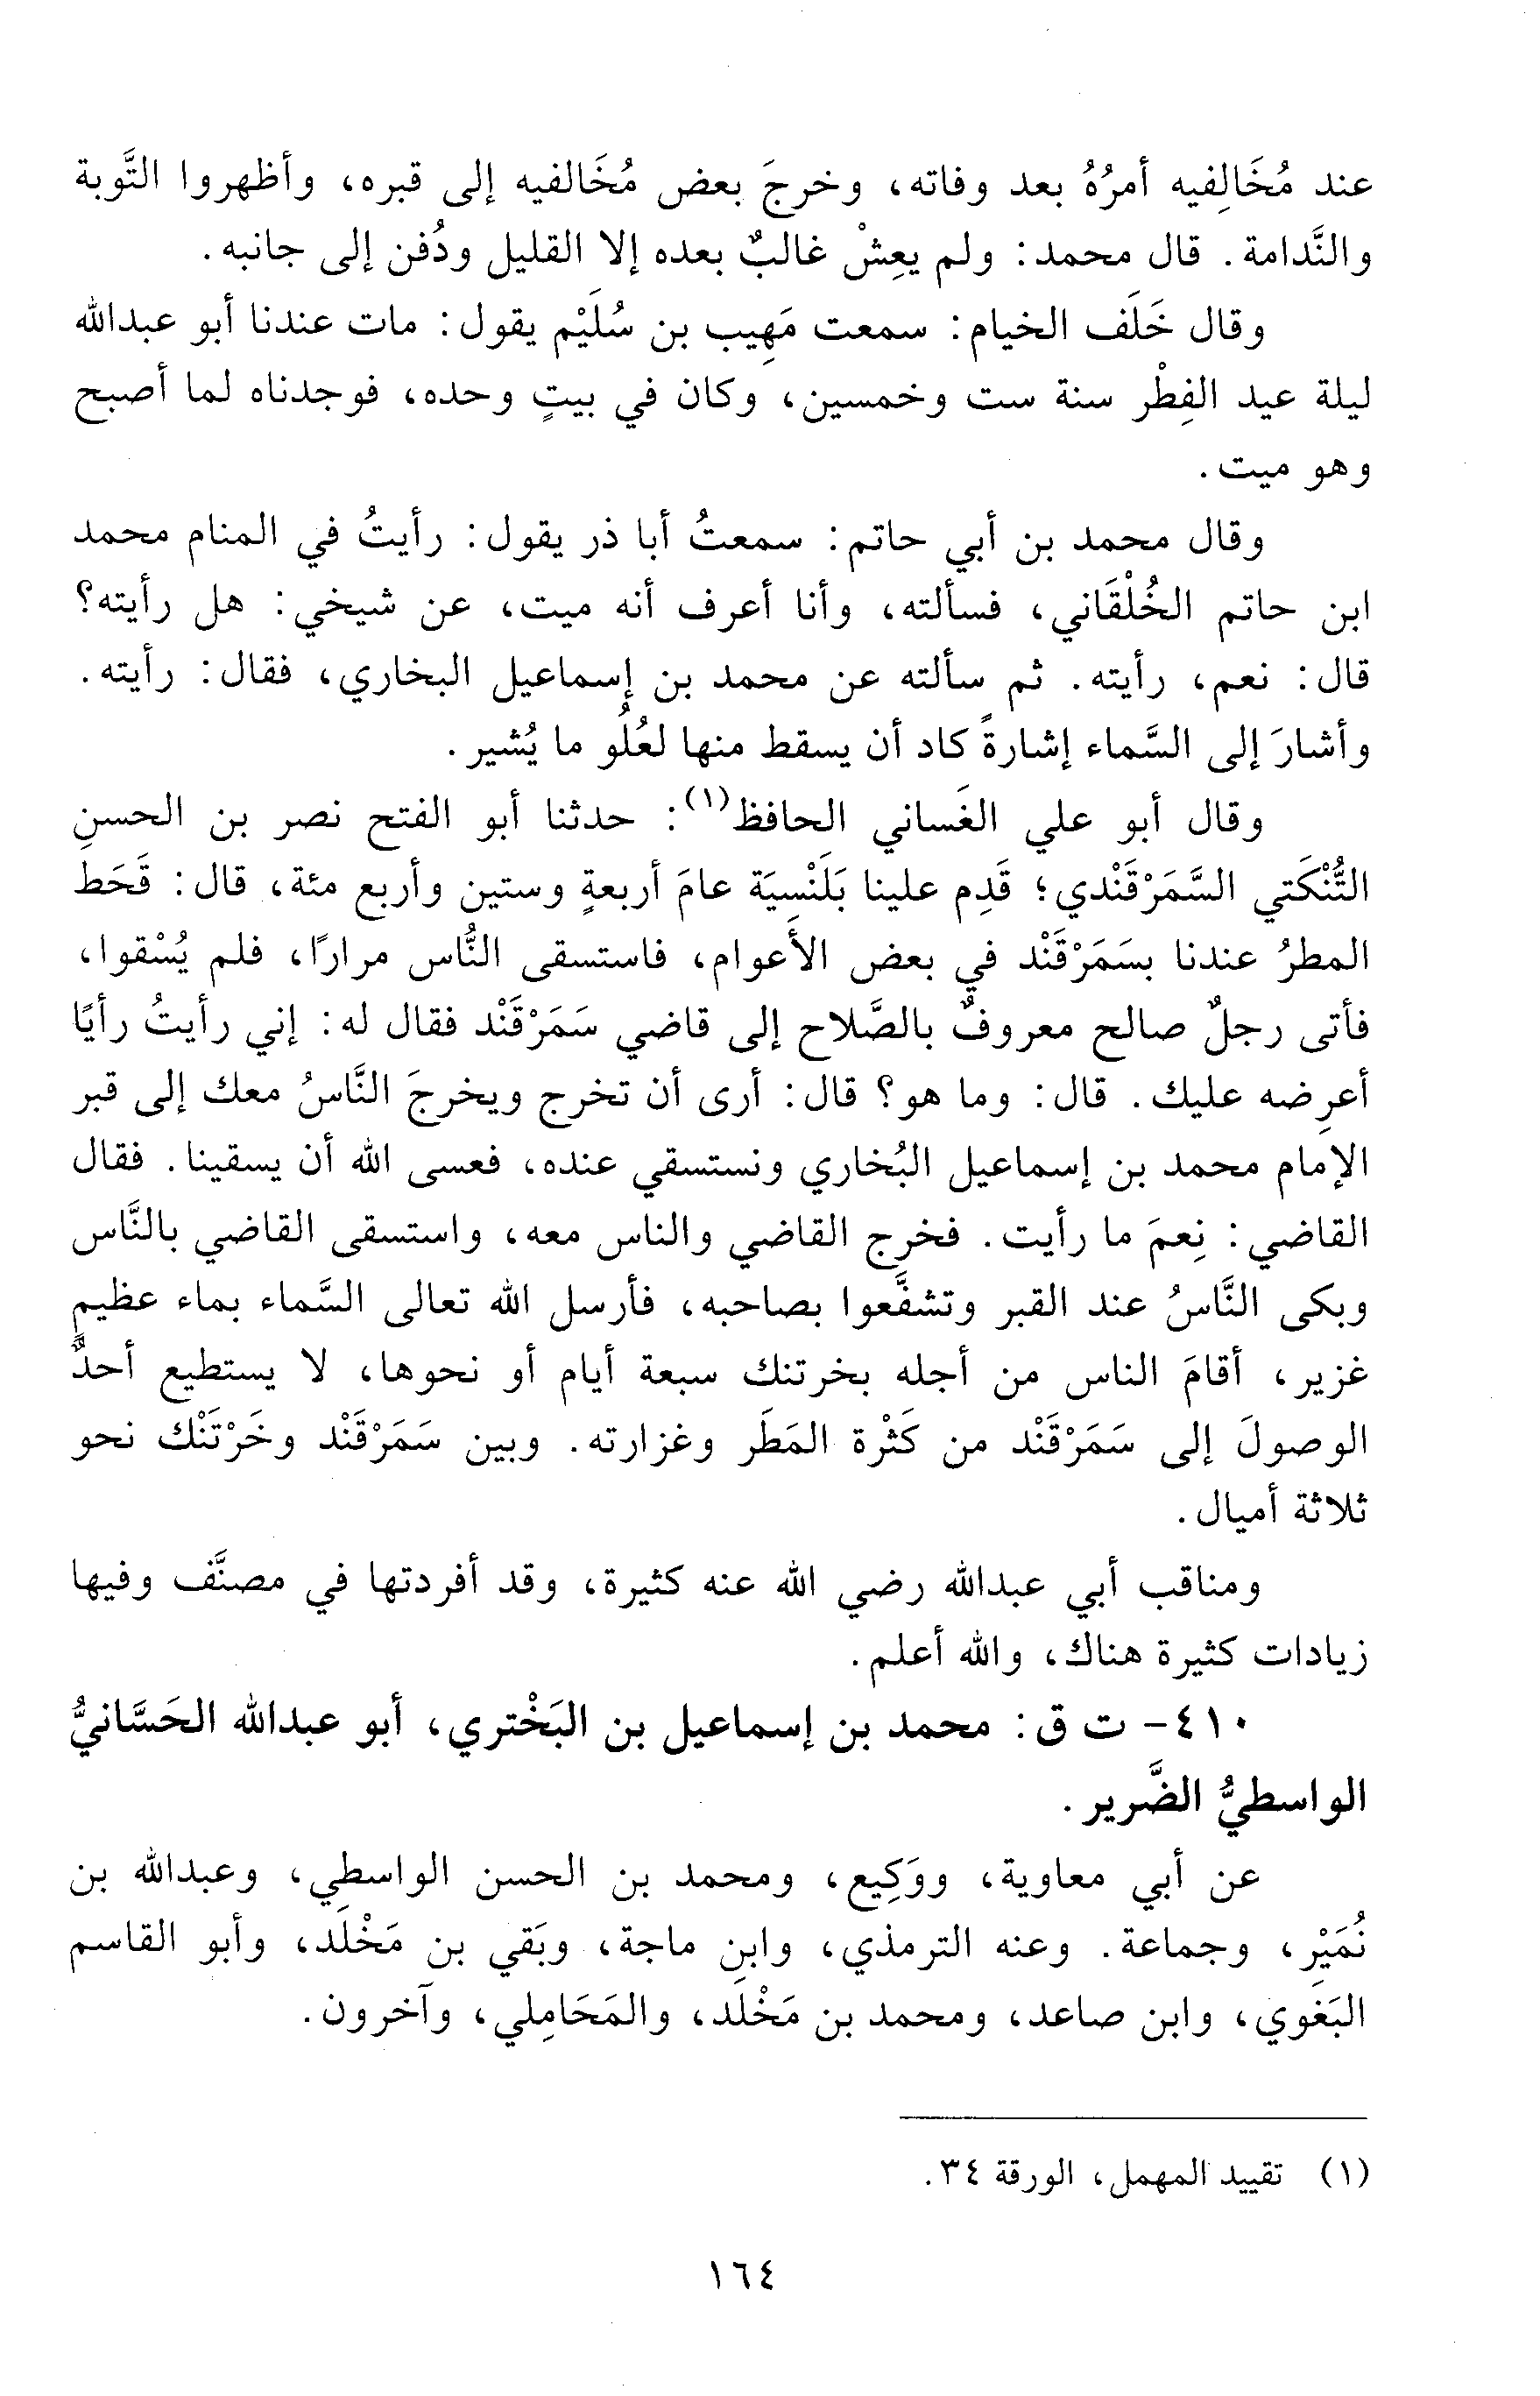 عند مُخَالِفيه أمرُهُ بعد وفاته، وخرجَ بعض مُخَالفيه إلى قبره، وأظهروا التَّوبة
والنَّدامة. قال محمد: ولم يعِشْ غالبٌ بعده إلا القليل ودُفن إلى جانبه.
وقال خَلَف الخيام: سمعت مَهِيب بن سُلَيْم يقول: مات عندنا أبو عبدالله
ليلة عيد الفِطْر سنة ست وخمسين، وكان في بيتٍ وحده، فوجدناه لما أصبح
وهو ميت.
وقال محمد بن أبي حاتم: سمعتُ أبا ذر يقول: رأيتُ في المنام محمد
ابن حاتم الخُلْقَاني، فسألته، وأنا أعرف أنه ميت، عن شيخي: هل رأيته؟
قال: نعم، رأيته. ثم سألته عن محمد بن إسماعيل البخاري، فقال: رأيته.
وأشارَ إلى السَّماء إشارةً كاد أن يسقط منها لعُلُو ما يُشير.
وقال أبو علي الغَساني الحافظ(١): حدثنا أبو الفتح نصر بن الحسنِ
التُّنْكَتي السَّمَرْقَنْدي؛ قَدِم علينا بَلَنْسِيَة عامَ أربعةٍ وستين وأربع مئة، قال: قَحَط
المطرُ عندنا بسَمَرْقَنْد في بعض الأعوام، فاستسقى النَُّاس مرارًا، فلم يُسْقوا،
فأتى رجلٌ صالح معروفٌ بالصَّلاح إلى قاضي سَمَرْقَنْد فقال له: إني رأيتُ رأيًا
أعرِضه عليك. قال: وما هو؟ قال: أرى أن تخرج ويخرجَ النَّاسُ معك إلى قبر
الإمام محمد بن إسماعيل البُخاري ونستسقي عنده، فعسى الله أن يسقينا. فقال
القاضي: نِعمَ ما رأيت. فخرج القاضي والناس معه، واستسقى القاضي بالنَّاس
وبكى النَّاسُ عند القبر وتشفَّعوا بصاحبه، فأرسل الله تعالى السَّماء بماء عظيمٍ
غزير، أقامَ الناس من أجله بخرتنك سبعة أيام أو نحوها، لا يستطيع أحدٌ
الوصولَ إلى سَمَرْقَنْد من كَثْرة المَطَر وغزارته. وبين سَمَرْقَنْد وخَرْتَنْك نحو
ثلاثة أميال.
ومناقب أبي عبدالله رضي الله عنه كثيرة، وقد أفردتها في مصنَّف وفيها
زيادات كثيرة هناك، والله أعلم.
٤١٠- ت ق: محمد بن إسماعيل بن البَخْتري، أبو عبدالله الحَسَّانيُّ
الواسطيُّ الضَّرير.
عن أبي معاوية، ووَكِيع، ومحمد بن الحسن الواسطي، وعبدالله بن
نُمَيْر، وجماعة. وعنه الترمذي، وابن ماجة، وبَقي بن مَخْلَد، وأبو القاسم
البَغَوي، وابن صاعد، ومحمد بن مَخْلَد، والمَحَامِلي، وآخرون.
(١) تقييد المهمل، الورقة ٣٤.
١٦٤